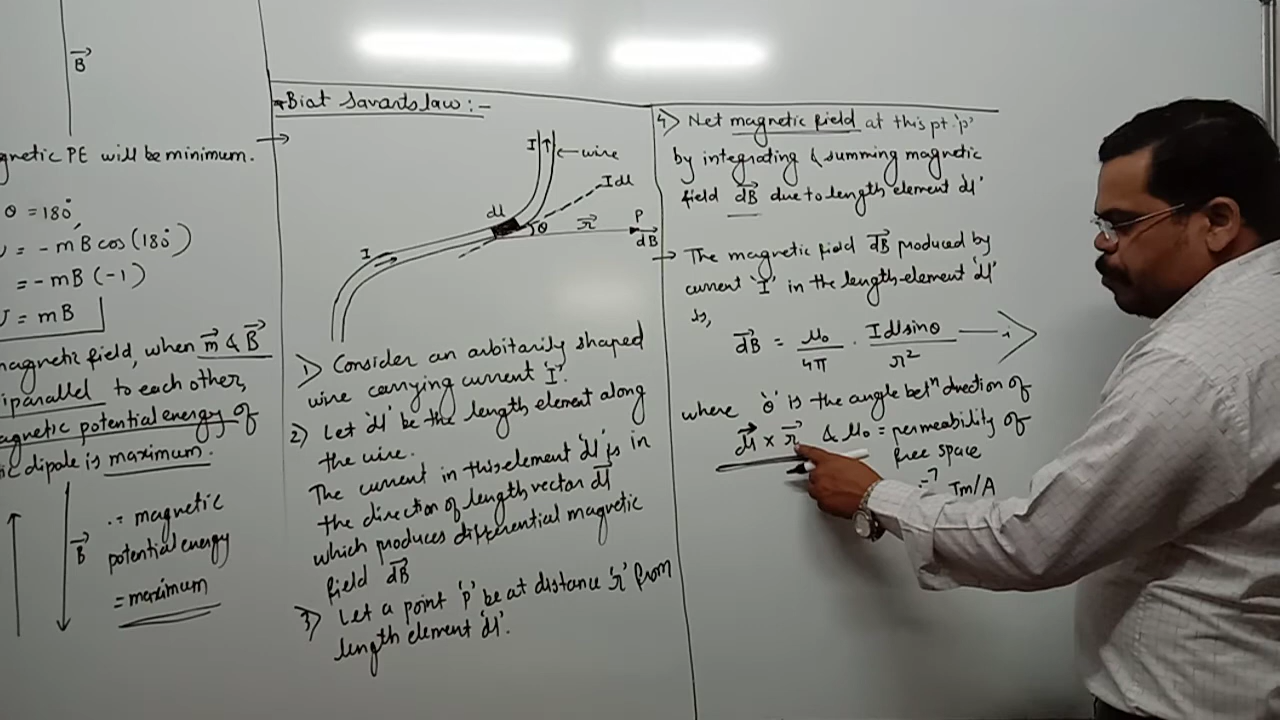 B
gnetic PE will be minimum.
θ = 180°,
= - mB cos (180°)
= - mB (-1)
= mB
magnetic field, when m & B
iparallel to each other,
agnetic potential energy of
ic dipole is maximum.
B
∴ magnetic
potential energy
= maximum
Biat Savarts law :-
I
wire
Idl
dl
θ
r
P
dB
I
1) Consider an arbitarily shaped
wire carrying current 'I'.
2) Let 'dl' be the length element along
the wire.
The current in this element 'dl' is in
the direction of length vector dl
which produces differential magnetic
field dB
3) Let a point 'P' be at distance 'r' from
length element 'dl'.
4) Net magnetic field at this pt. 'P'
by integrating & summing magnetic
field dB due to length element 'dl'
→ The magnetic field dB produced by
current 'I' in the length-element 'dl'
is,
dB = μ₀/4π . Idl sinθ/r² — i
where 'θ' is the angle betⁿ direction of
dl × r & μ₀ = permeability of
free space
⁻⁷ Tm/A